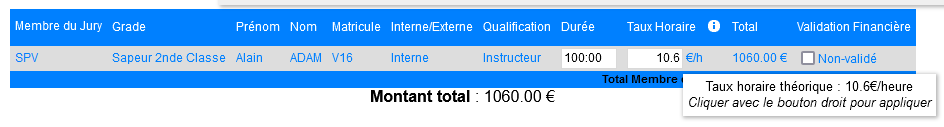 Membre du Jury Grade Prénom Nom Matricule Interne/Externe Qualification Durée Taux Horaire Total Validation Financière
SPV Sapeur 2nde Classe Alain ADAM V16 Interne Instructeur 100:00 10.6 €/h 1060.00 € Non-validé
Total Membre
Montant total : 1060.00 €
Taux horaire théorique : 10.6€/heure
Cliquer avec le bouton droit pour appliquer